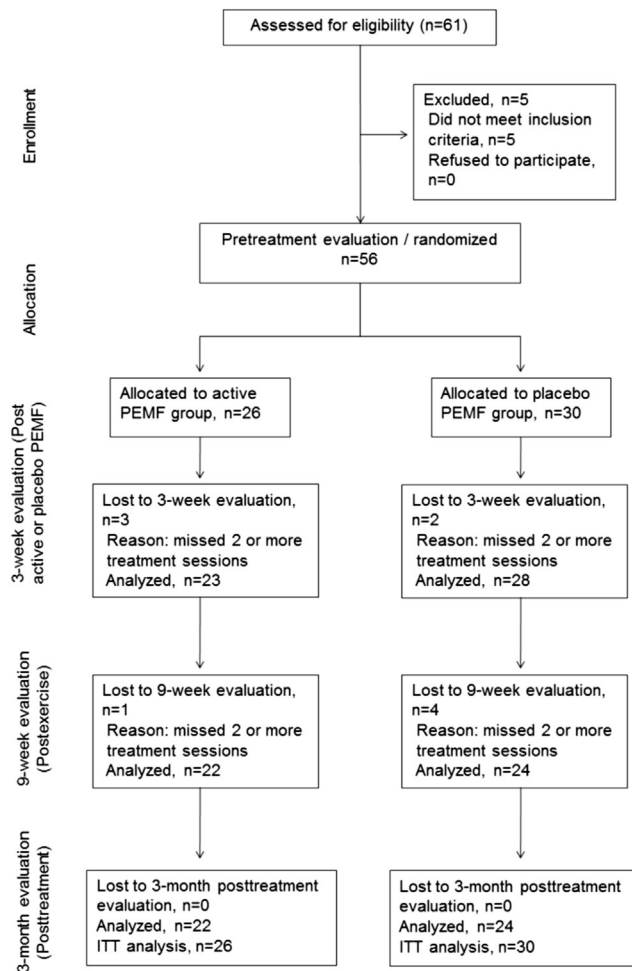 Assessed for eligibility (n=61)
Enrollment
Excluded, n=5
Did not meet inclusion
criteria, n=5
Refused to participate,
n=0
Pretreatment evaluation / randomized
n=56
Allocation
Allocated to active
PEMF group, n=26
Allocated to placebo
PEMF group, n=30
3-week evaluation (Post
active or placebo PEMF)
Lost to 3-week evaluation,
n=3
Reason: missed 2 or more
treatment sessions
Analyzed, n=23
Lost to 3-week evaluation,
n=2
Reason: missed 2 or more
treatment sessions
Analyzed, n=28
9-week evaluation
(Postexercise)
Lost to 9-week evaluation,
n=1
Reason: missed 2 or more
treatment sessions
Analyzed, n=22
Lost to 9-week evaluation,
n=4
Reason: missed 2 or more
treatment sessions
Analyzed, n=24
3-month evaluation
(Posttreatment)
Lost to 3-month posttreatment
evaluation, n=0
Analyzed, n=22
ITT analysis, n=26
Lost to 3-month posttreatment
evaluation, n=0
Analyzed, n=24
ITT analysis, n=30